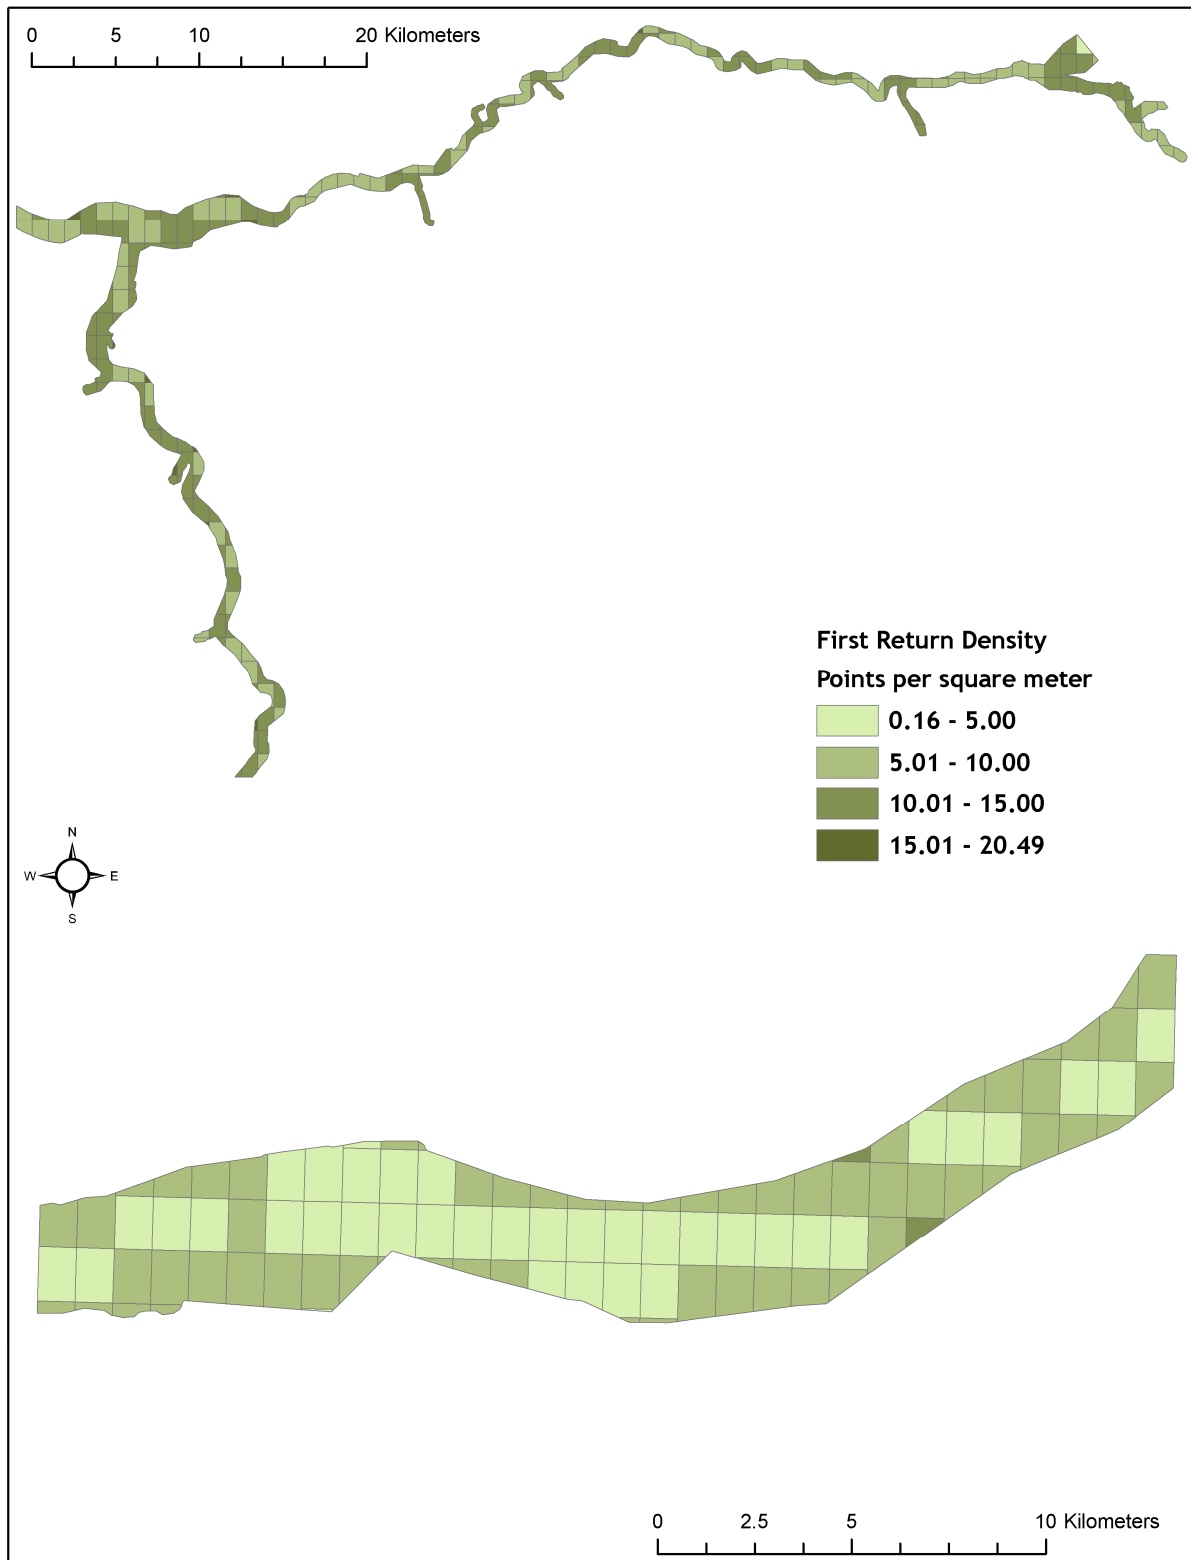 0 5 10 20 Kilometers
First Return Density
Points per square meter
0.16 - 5.00
5.01 - 10.00
10.01 - 15.00
15.01 - 20.49
N
W E
S
0 2.5 5 10 Kilometers